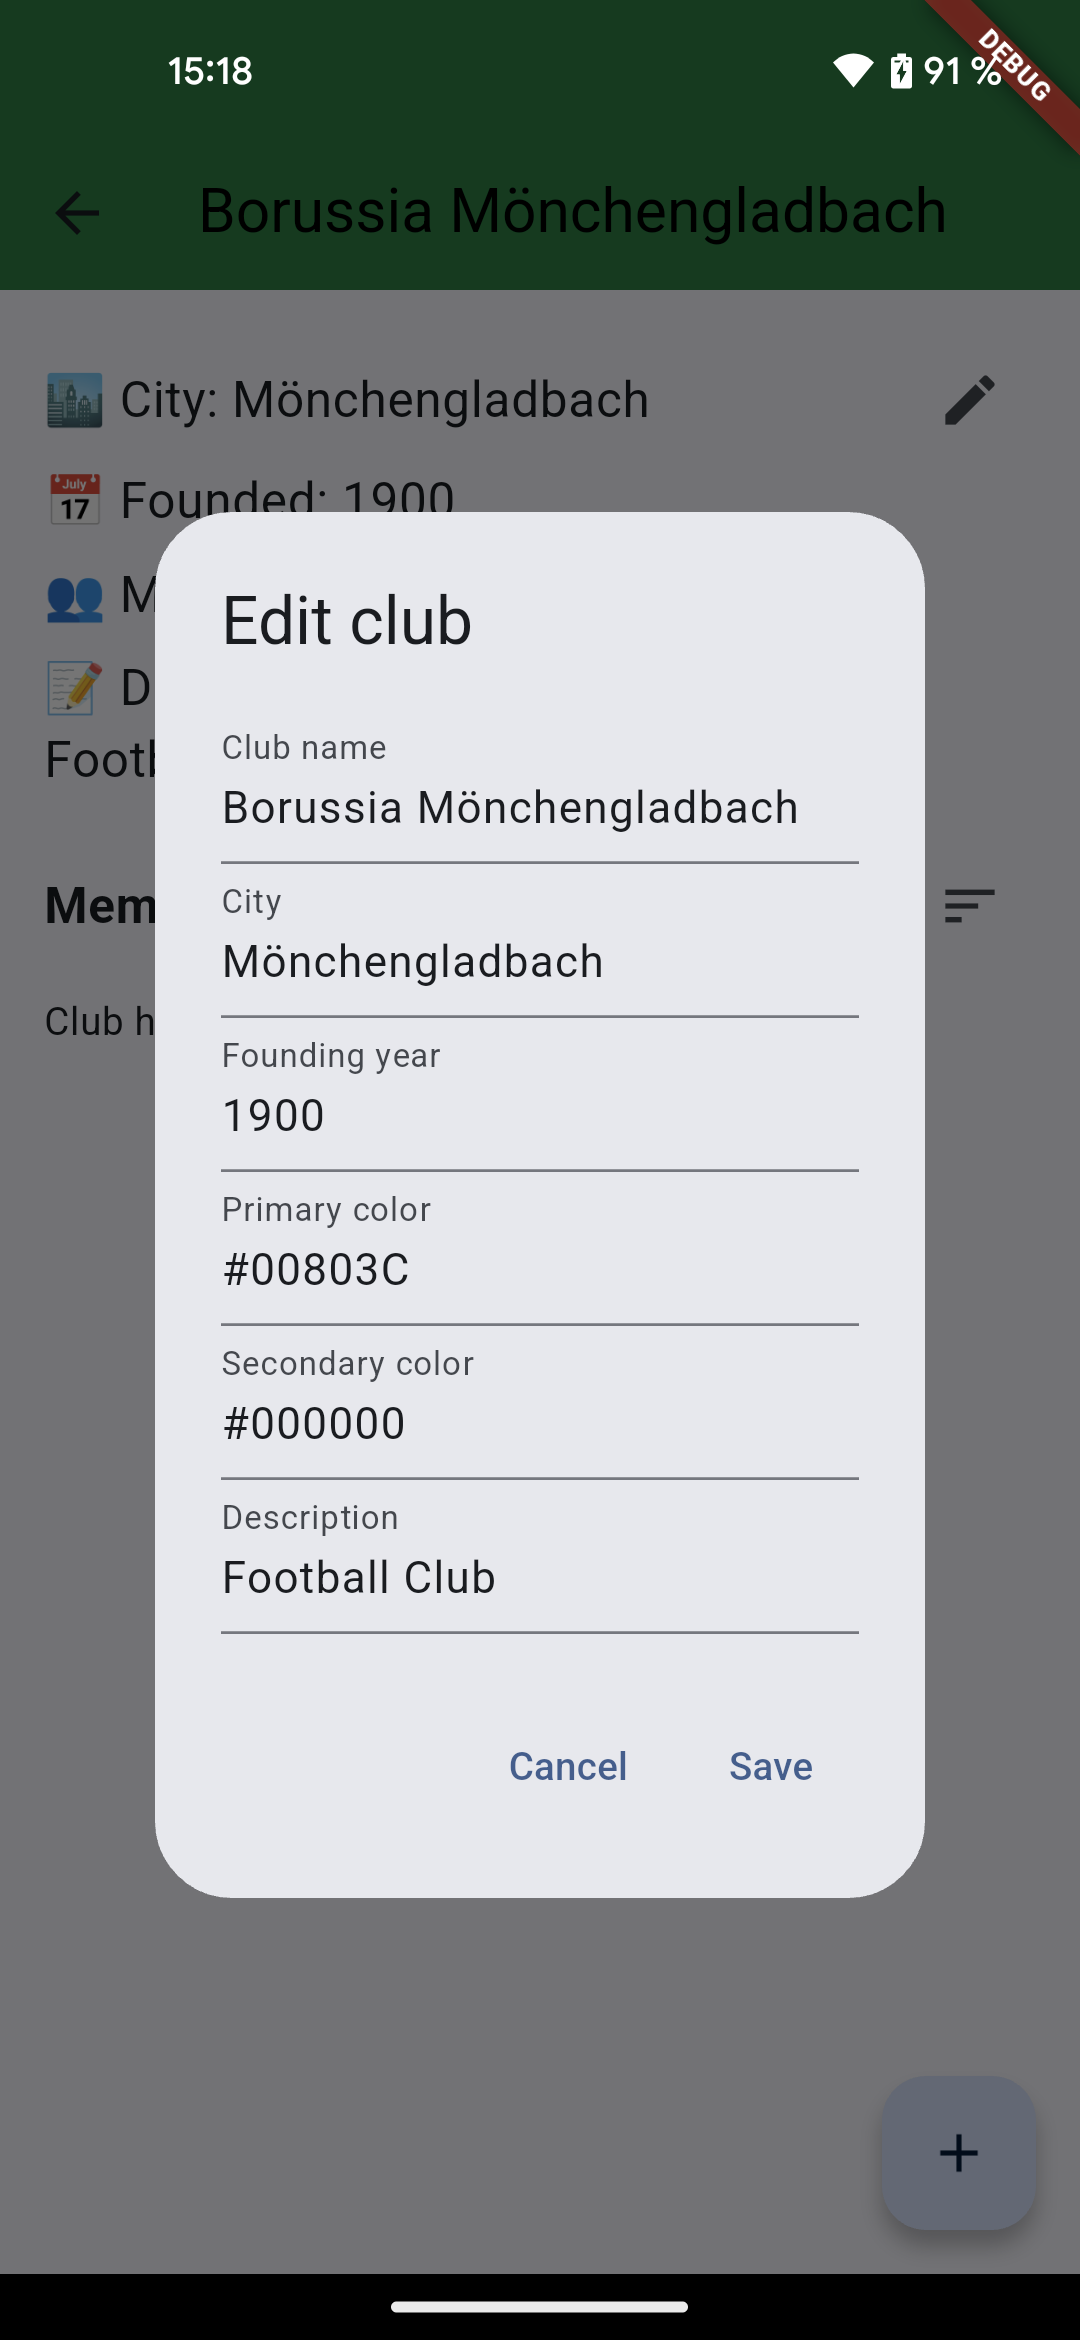 15:18
91 %
DEBUG
Borussia Mönchengladbach
City: Mönchengladbach
July
17
Founded: 1900
M
D
Footb
Mem
Club h
Edit club
Club name
Borussia Mönchengladbach
City
Mönchengladbach
Founding year
1900
Primary color
#00803C
Secondary color
#000000
Description
Football Club
Cancel
Save